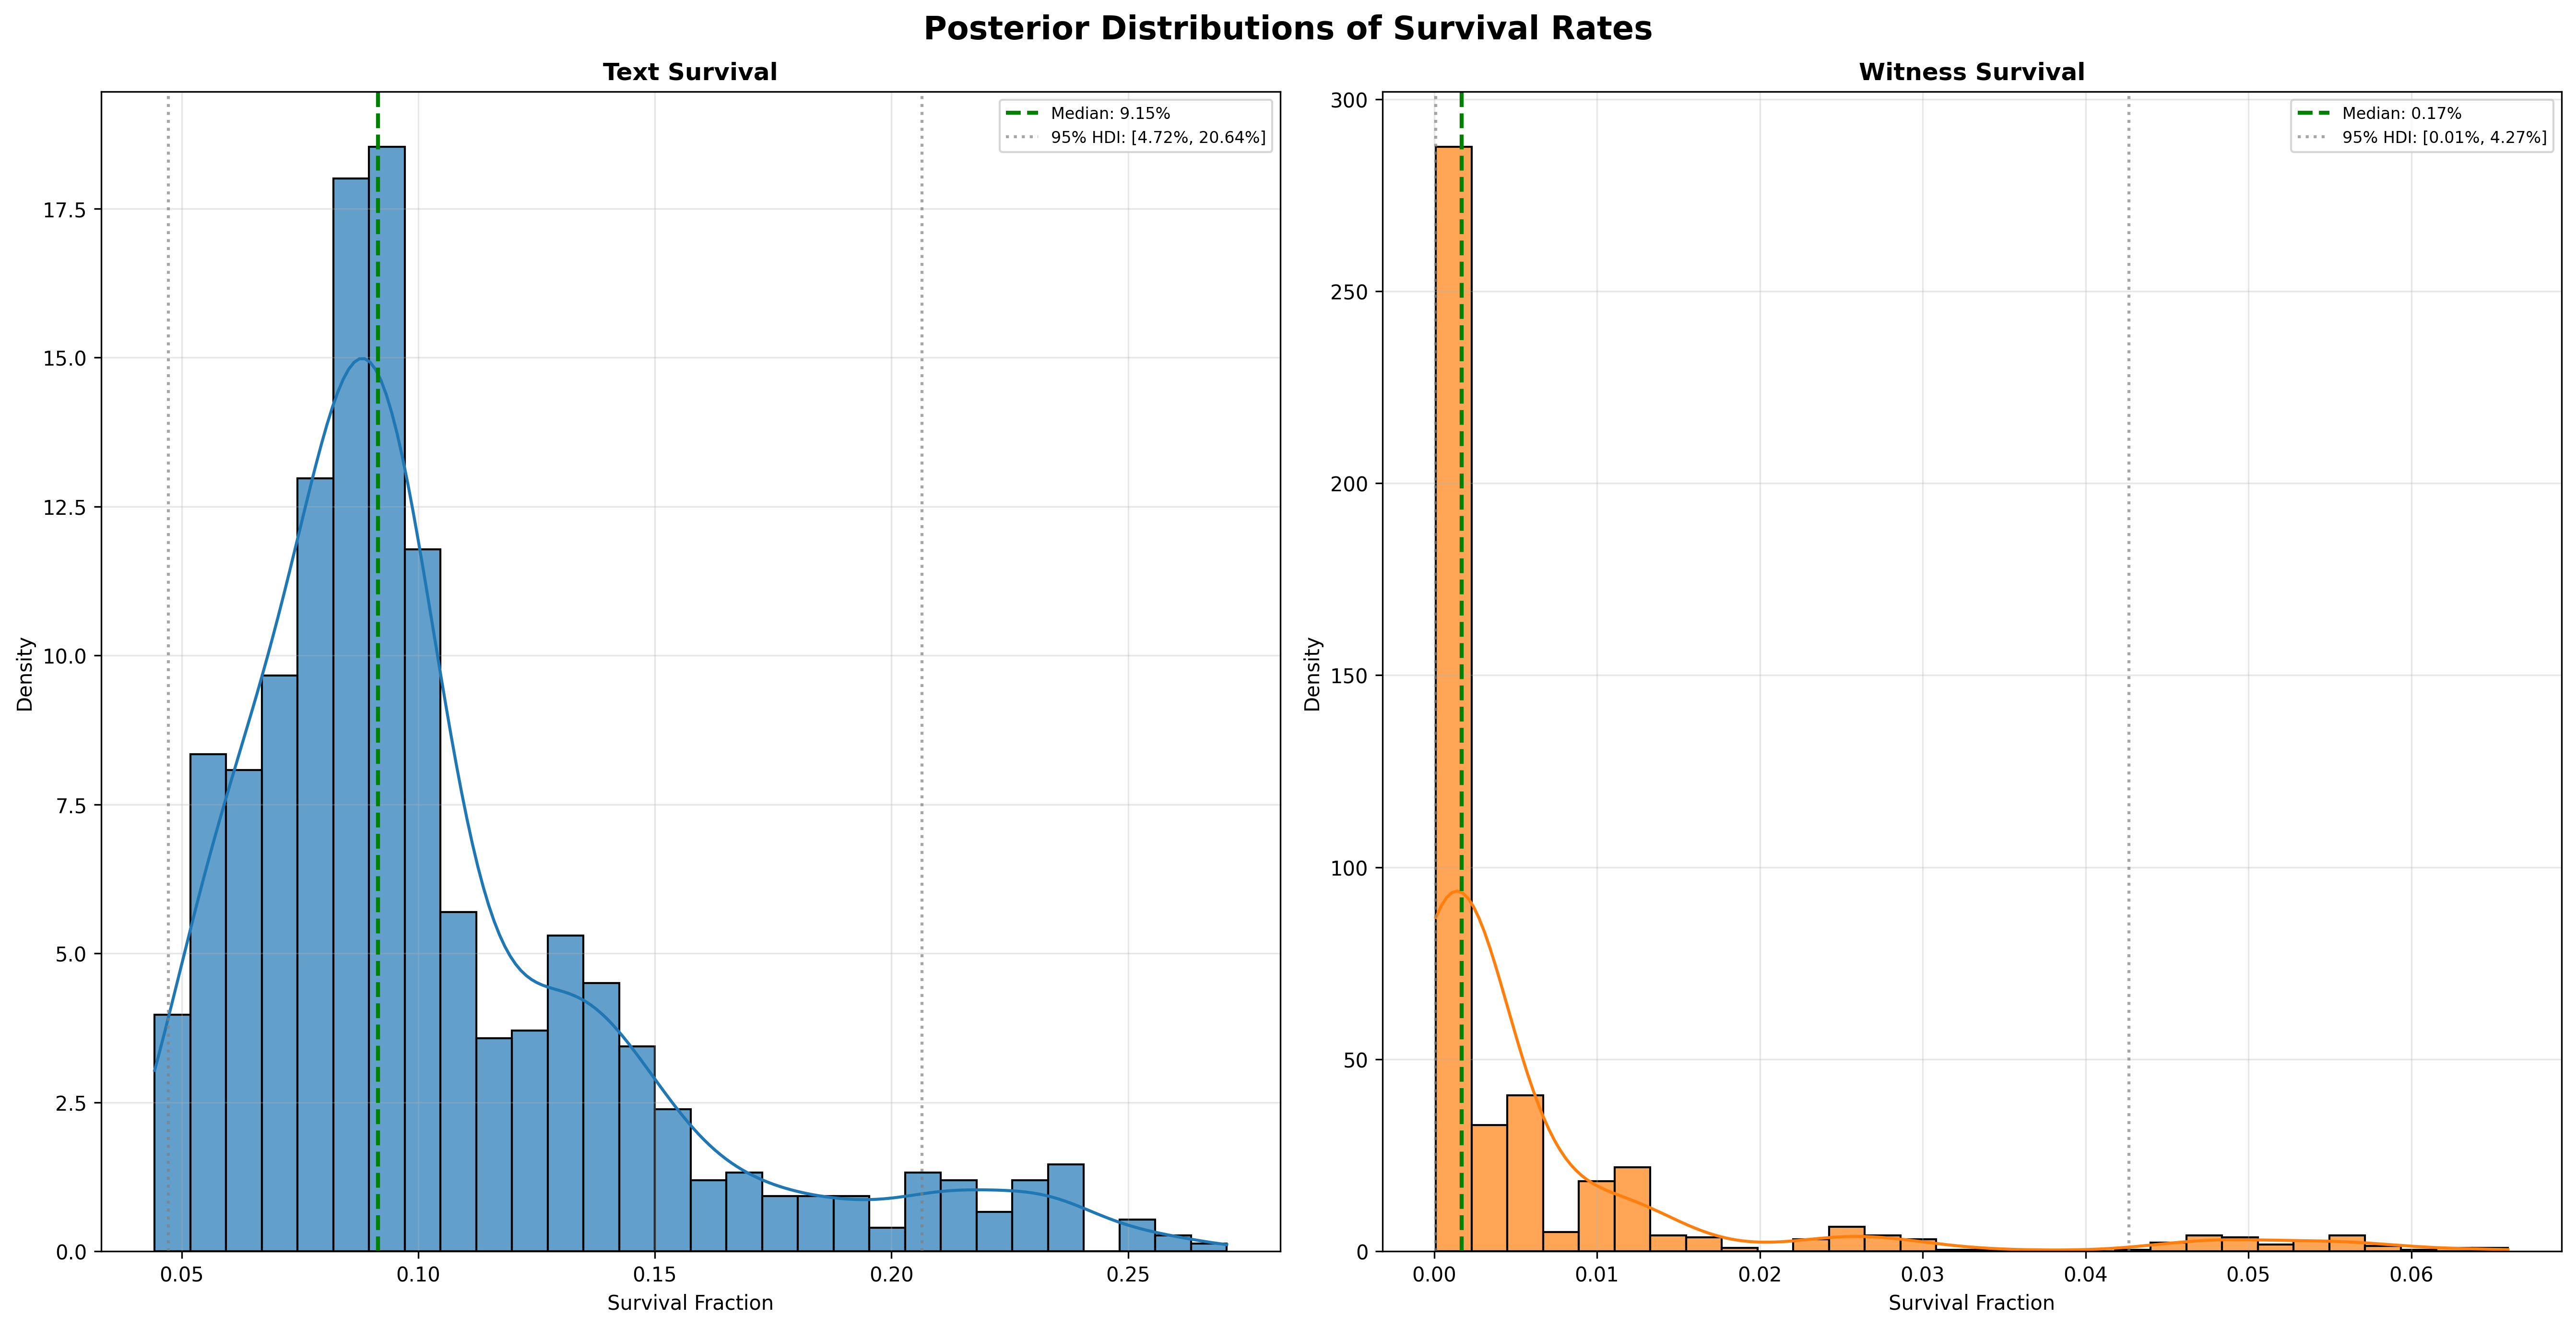 Posterior Distributions of Survival Rates
Text Survival
Median: 9.15%
95% HDI: [4.72%, 20.64%]
Density
17.5
15.0
12.5
10.0
7.5
5.0
2.5
0.0
0.05 0.10 0.15 0.20 0.25
Survival Fraction
Witness Survival
Median: 0.17%
95% HDI: [0.01%, 4.27%]
Density
300
250
200
150
100
50
0
0.00 0.01 0.02 0.03 0.04 0.05 0.06
Survival Fraction